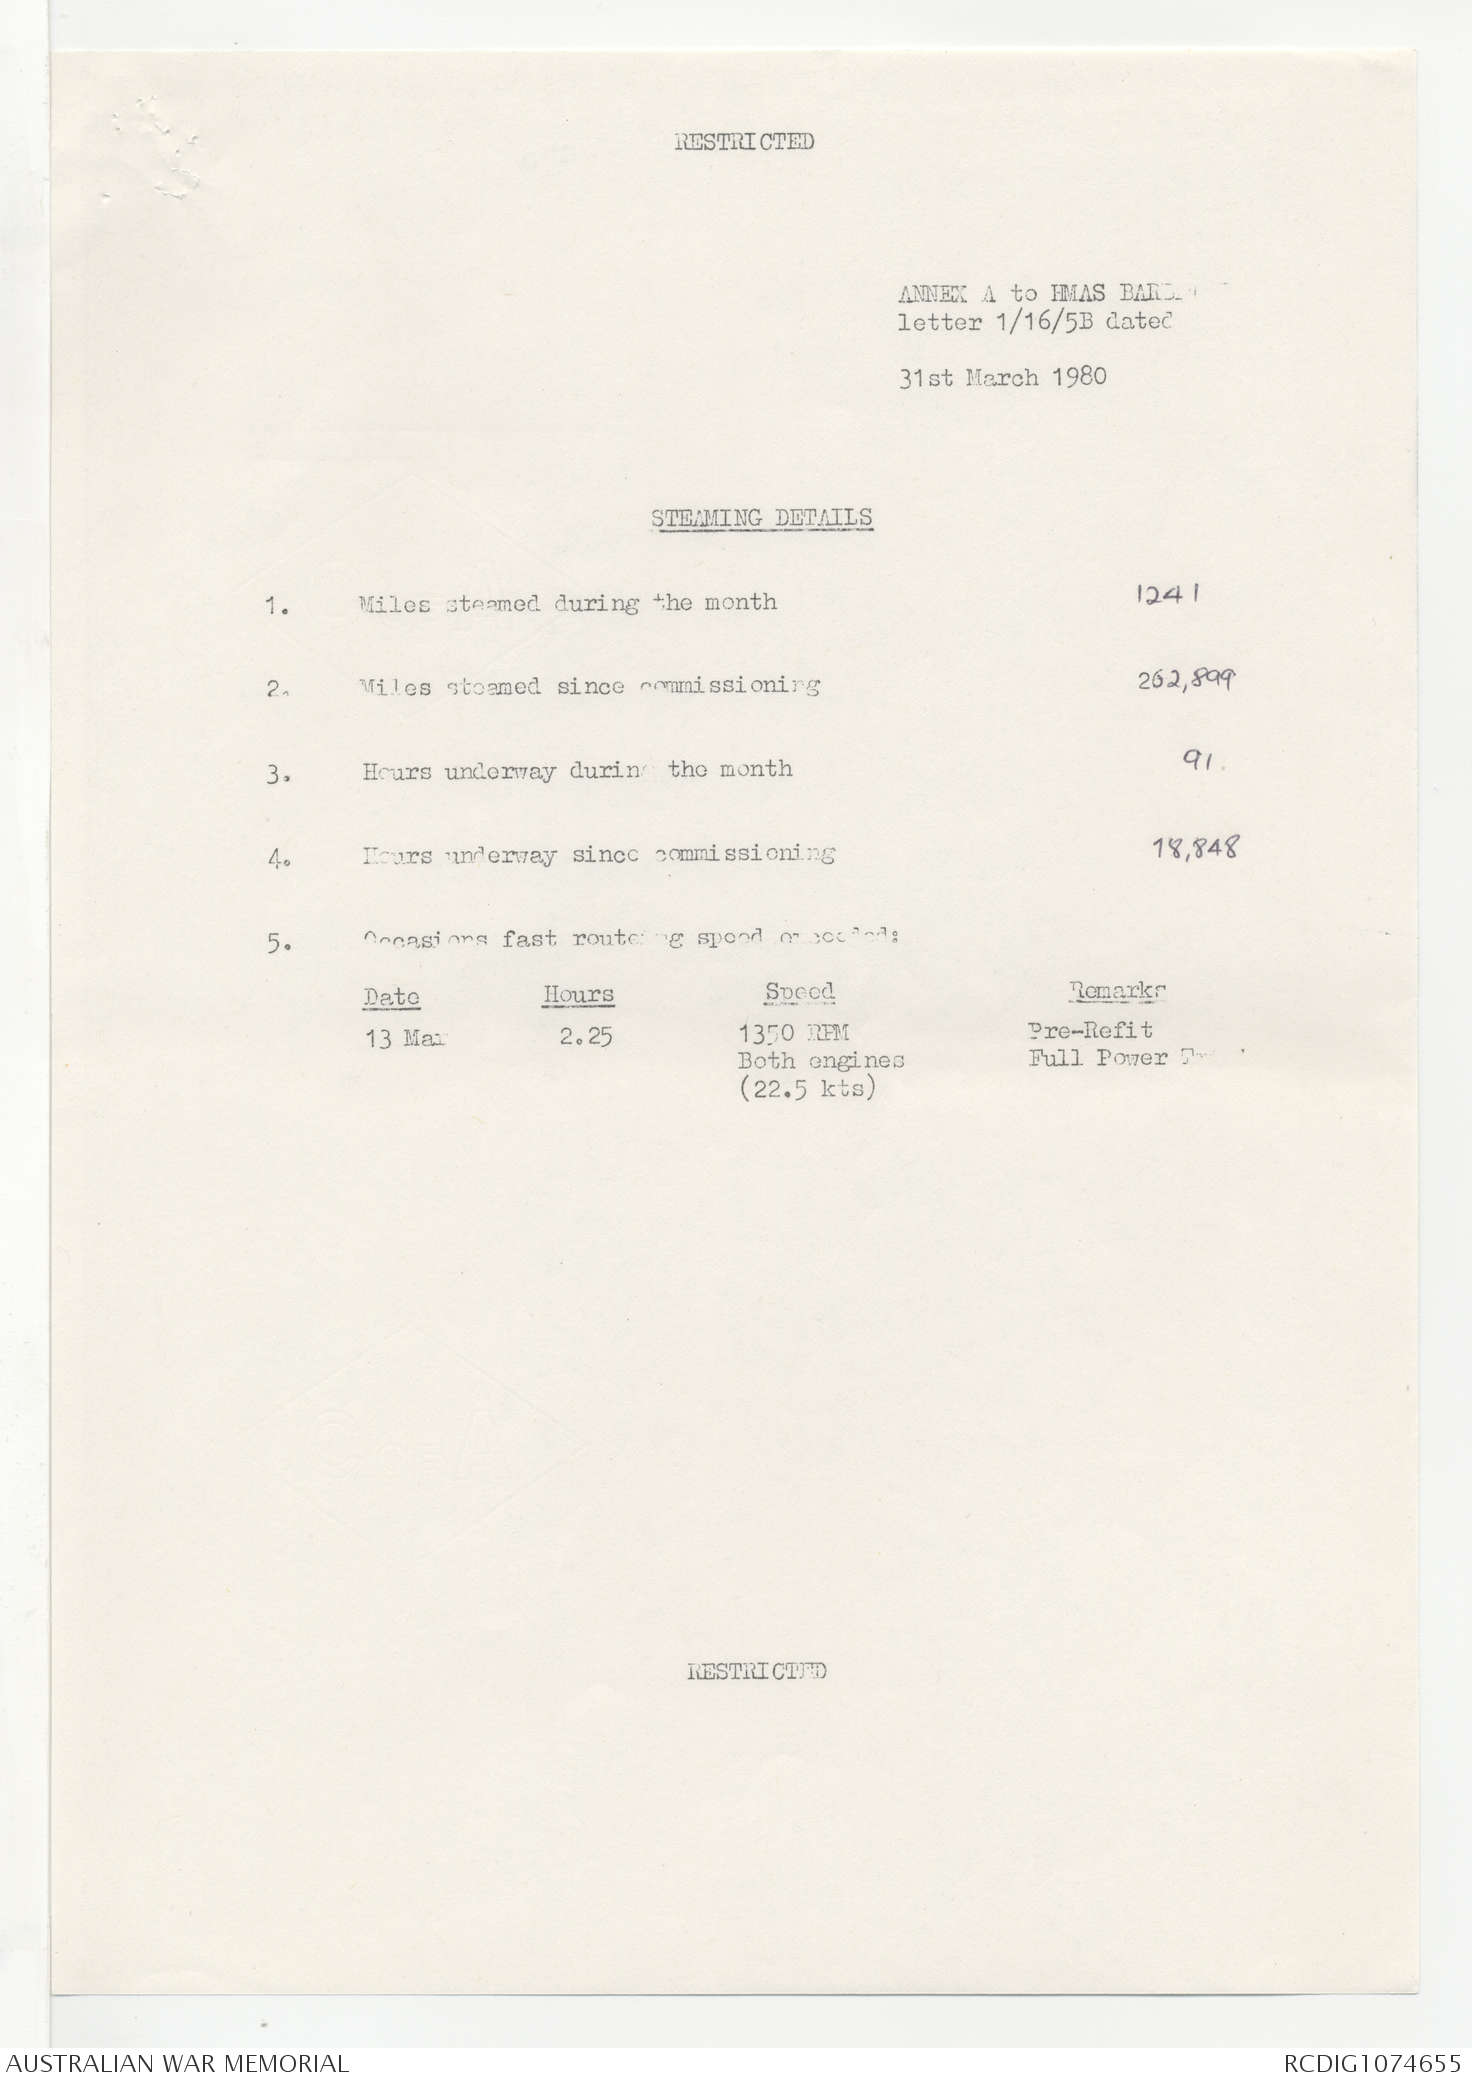 RESTRICTED
ANNEX A to HMAS
letter 1/16/5B dated
31st March 1980
STEAMING DETAILS
1. Miles steamed during the month 1241
2. Miles steamed since commissioning 262,899
3. Hours underway during the month 91
4. Hours underway since commissioning 18,848
5. Occasions fast routeing speed exceeded:
Date Hours Speed Remarks
13 Mar 2.25 1350 RPM Pre-Refit
Both engines Full Power
(22.5 kts)
RESTRICTED
AUSTRALIAN WAR MEMORIAL RCDIG1074655